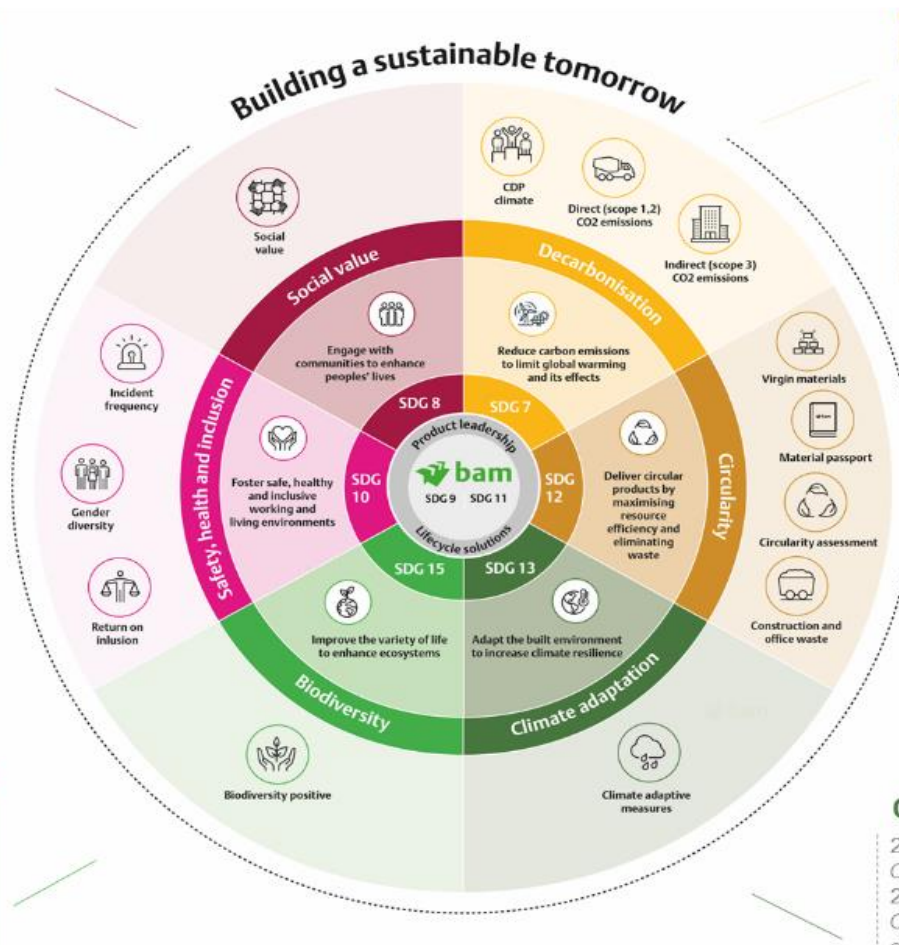 Building a sustainable tomorrow
CDP
climate
Direct (scope 1,2)
CO2 emissions
Indirect (scope 3)
CO2 emissions
Social
value
Social value
Decarbonisation
Engage with
communities to enhance
peoples' lives
Reduce carbon emissions
to limit global warming
and its effects
Incident
frequency
Gender
diversity
Return on
inlusion
Safety, health and inclusion
Foster safe, healthy
and inclusive
working and
living environments
SDG 8
SDG 7
SDG
10
SDG
12
SDG 15
SDG 13
Product leadership
bam
SDG 9 SDG 11
Lifecycle solutions
Deliver circular
products by
maximising
resource
efficiency and
eliminating
waste
Circularity
Virgin materials
Material passport
Circularity assessment
Construction and
office waste
Improve the variety of life
to enhance ecosystems
Adapt the built environment
to increase climate resilience
Biodiversity
Climate adaptation
Biodiversity positive
Climate adaptive
measures